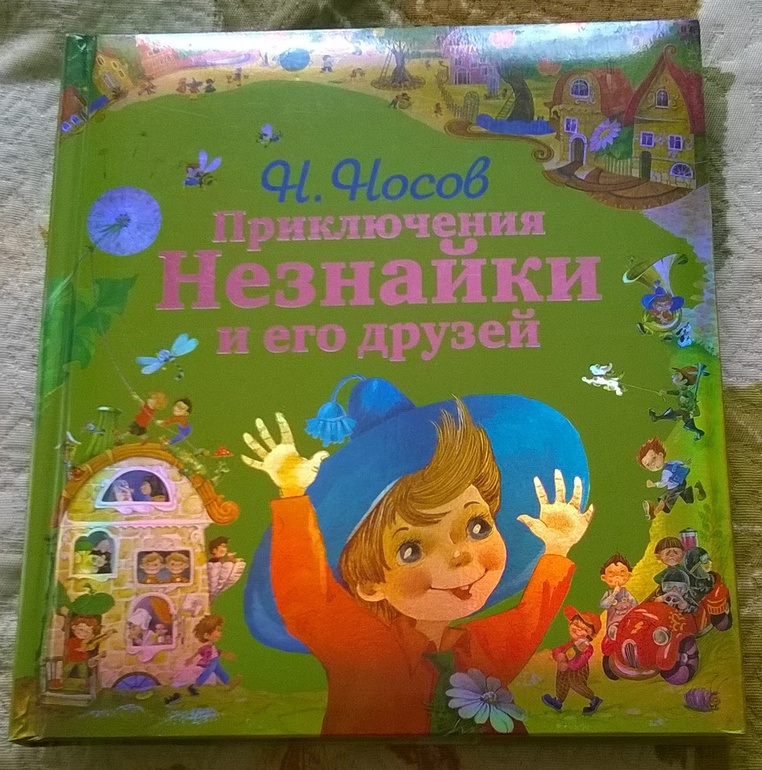 Н. Носов
Приключения
Незнайки
и его друзей